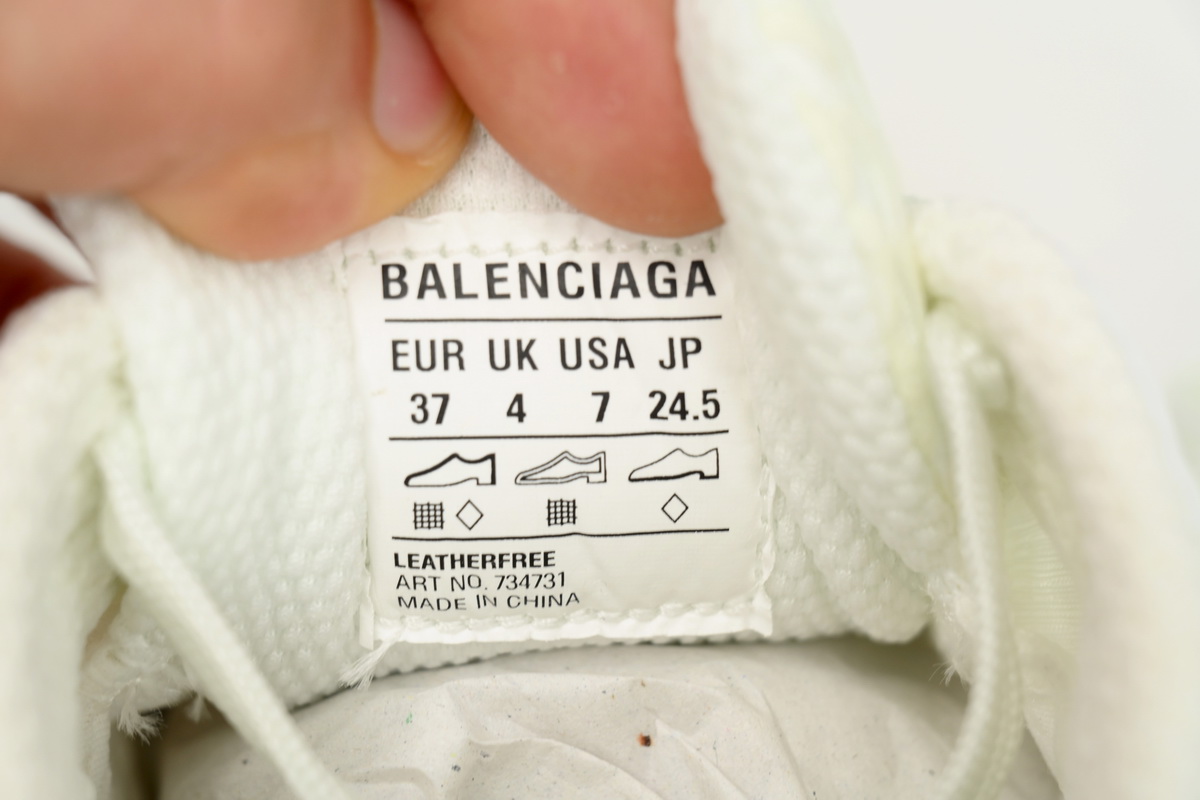 BALENCIAGA
EUR UK USA JP
37 4 7 24.5
LEATHERFREE
ART NO. 734731
MADE IN CHINA